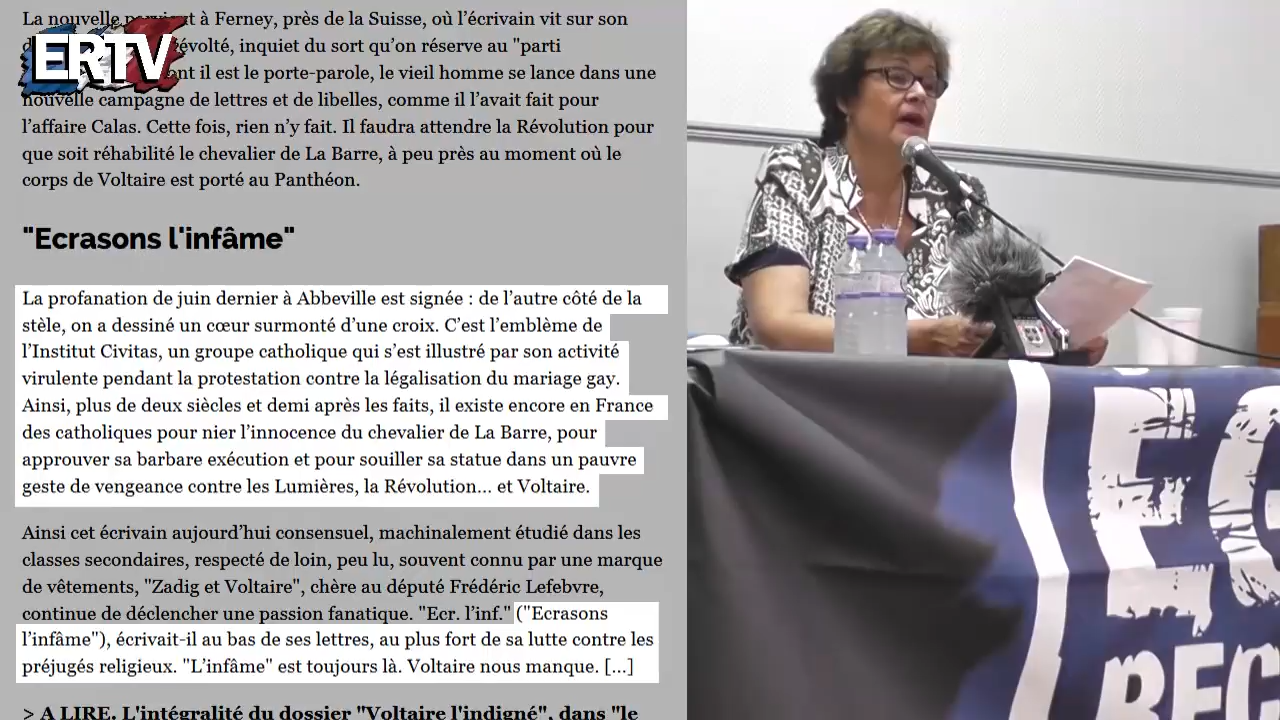 La nouvelle à Ferney, près de la Suisse, où l’écrivain vit sur son
évolté, inquiet du sort qu’on réserve au "parti
nt il est le porte-parole, le vieil homme se lance dans une
nouvelle campagne de lettres et de libelles, comme il l’avait fait pour
l’affaire Calas. Cette fois, rien n’y fait. Il faudra attendre la Révolution pour
que soit réhabilité le chevalier de La Barre, à peu près au moment où le
corps de Voltaire est porté au Panthéon.
ERTV
"Ecrasons l'infâme"
La profanation de juin dernier à Abbeville est signée : de l’autre côté de la
stèle, on a dessiné un cœur surmonté d’une croix. C’est l’emblème de
l’Institut Civitas, un groupe catholique qui s’est illustré par son activité
virulente pendant la protestation contre la légalisation du mariage gay.
Ainsi, plus de deux siècles et demi après les faits, il existe encore en France
des catholiques pour nier l’innocence du chevalier de La Barre, pour
approuver sa barbare exécution et pour souiller sa statue dans un pauvre
geste de vengeance contre les Lumières, la Révolution… et Voltaire.
Ainsi cet écrivain aujourd’hui consensuel, machinalement étudié dans les
classes secondaires, respecté de loin, peu lu, souvent connu par une marque
de vêtements, "Zadig et Voltaire", chère au député Frédéric Lefebvre,
continue de déclencher une passion fanatique. "Ecr. l’inf." ("Ecrasons
l’infâme"), écrivait-il au bas de ses lettres, au plus fort de sa lutte contre les
préjugés religieux. "L’infâme" est toujours là. Voltaire nous manque. […]
> A LIRE. L'intégralité du dossier "Voltaire l'indigné", dans "le
EG
REC